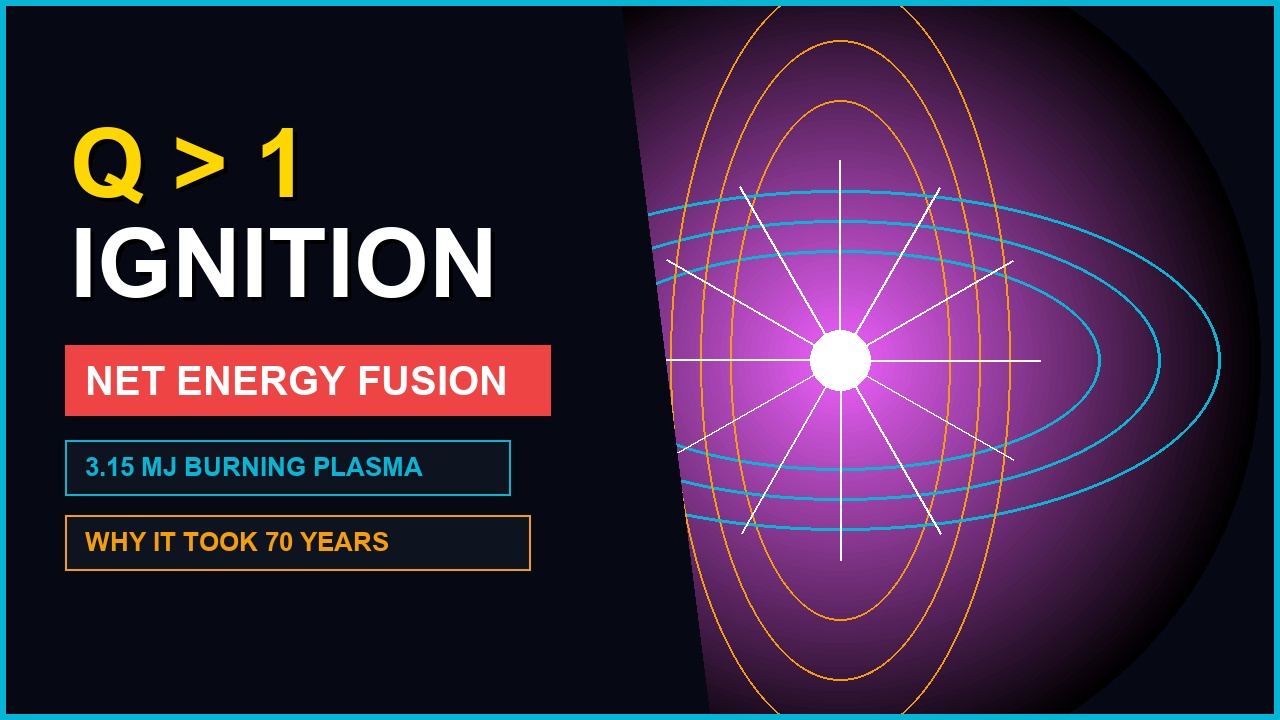 Q > 1
IGNITION
NET ENERGY FUSION
3.15 MJ BURNING PLASMA
WHY IT TOOK 70 YEARS